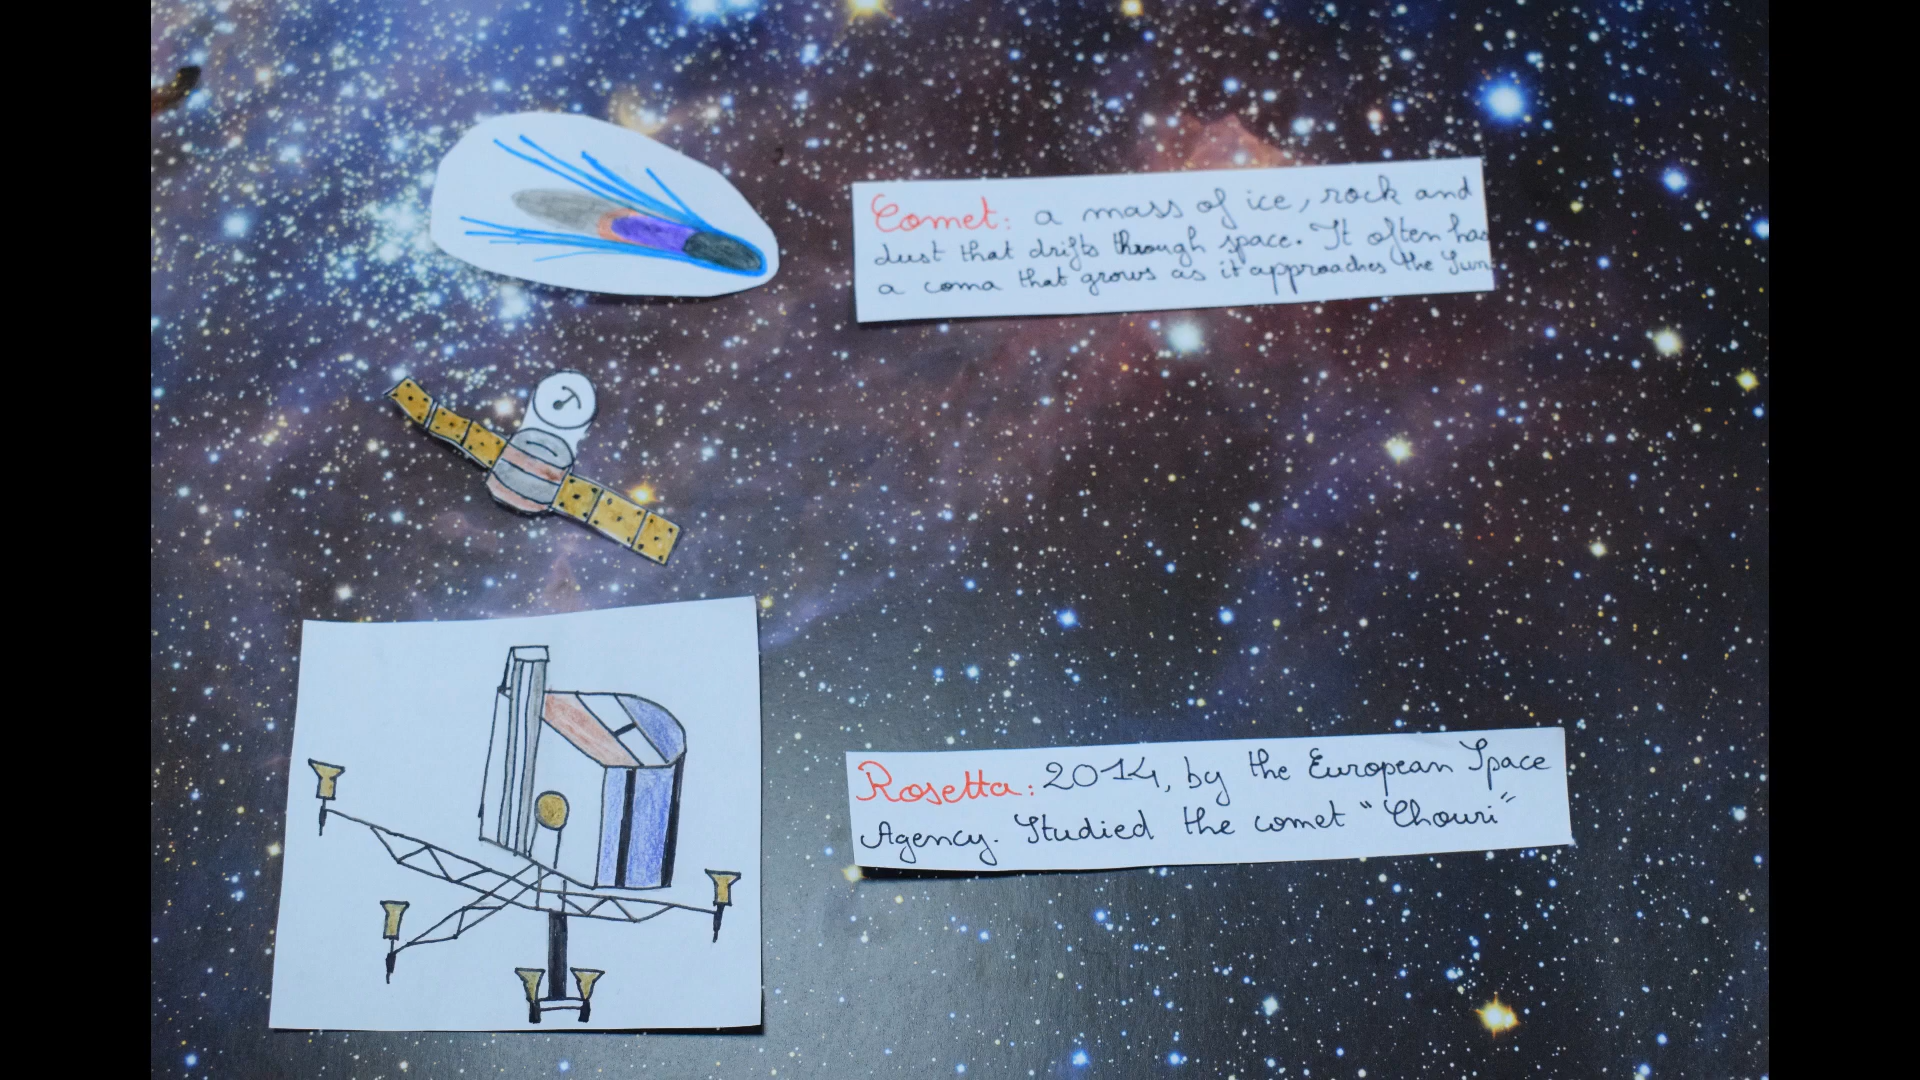 Comet: a mass of ice, rock and
dust that drifts through space. It often has
a coma that grows as it approaches the Sun.
Rosetta: 2014, by the European Space
Agency. Studied the comet "Chouri"